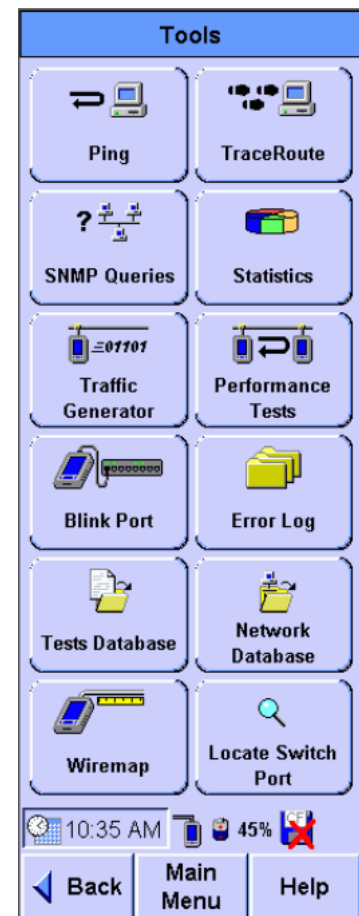 Tools
Ping
TraceRoute
?
SNMP Queries
Statistics
01101
Traffic
Generator
Performance
Tests
Blink Port
Error Log
Tests Database
Network
Database
Wiremap
Locate Switch
Port
10:35 AM
45%
CF
Back
Main
Menu
Help